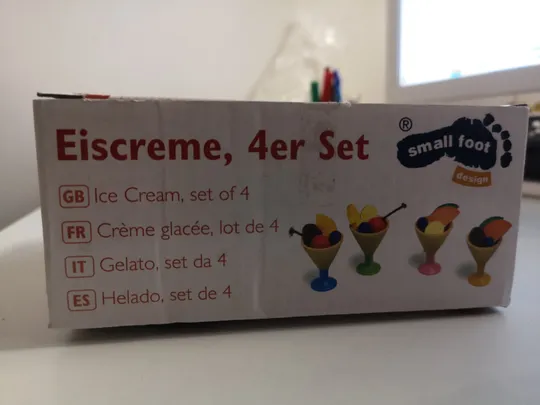 Eiscreme, 4er Set
® small foot
design
GB Ice Cream, set of 4
FR Crème glacée, lot de 4
IT Gelato, set da 4
ES Helado, set de 4